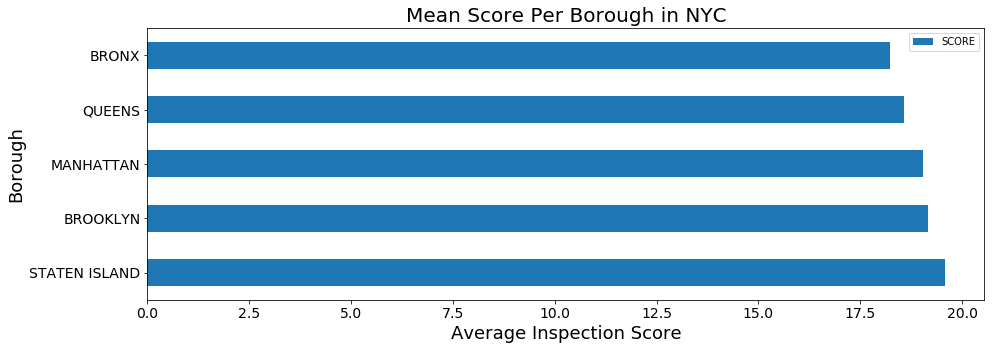 Mean Score Per Borough in NYC
SCORE
Borough
BRONX
QUEENS
MANHATTAN
BROOKLYN
STATEN ISLAND
0.0 2.5 5.0 7.5 10.0 12.5 15.0 17.5 20.0
Average Inspection Score